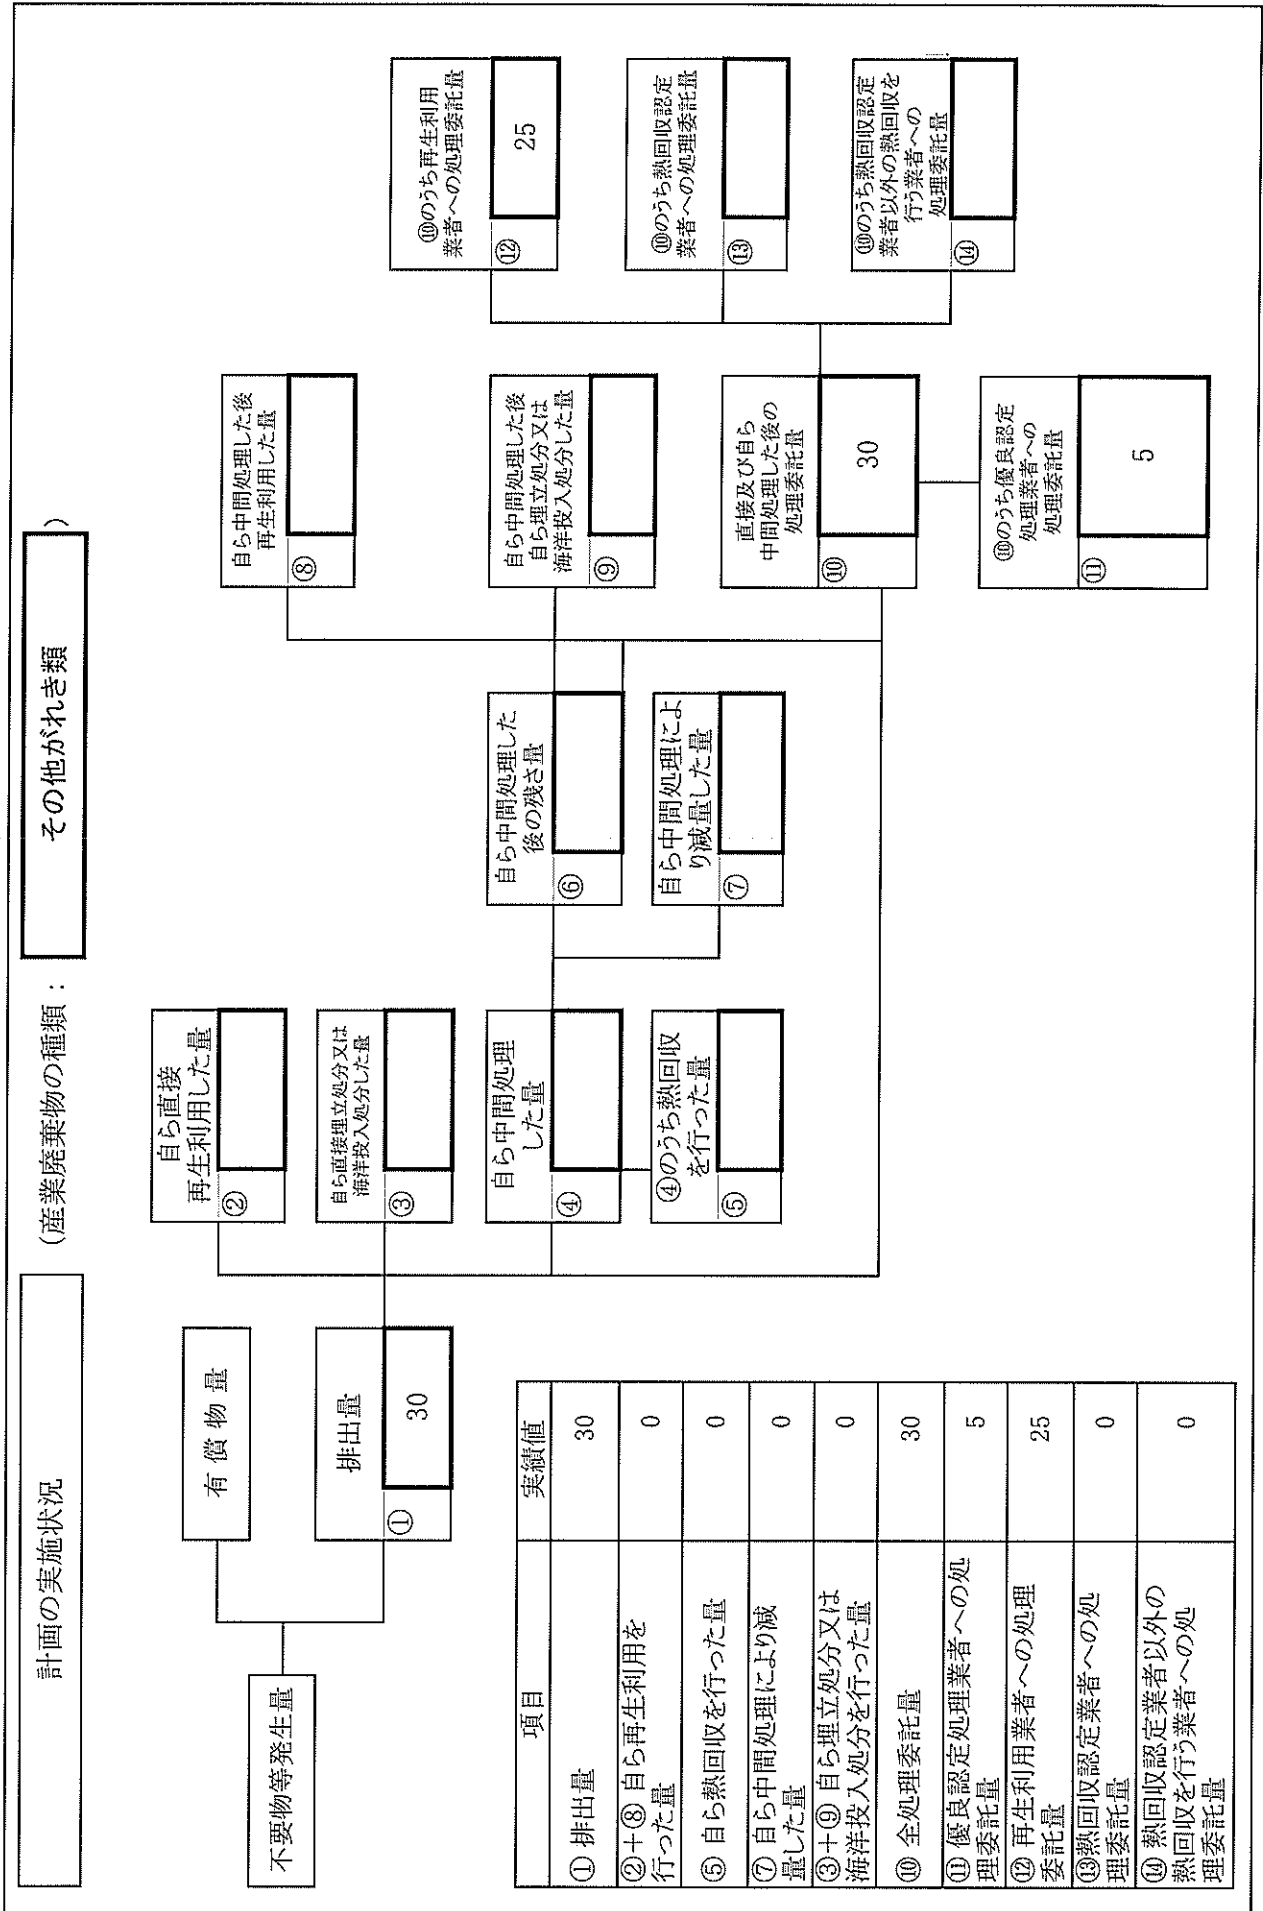 計画の実施状況
(産業廃棄物の種類：
その他がれき類
)
不要物等発生量
有 償 物 量
排出量
①
30
自ら直接
再生利用した量
②
自ら直接埋立処分又は
海洋投入処分した量
③
自ら中間処理
した量
④
④のうち熱回収
を行った量
⑤
自ら中間処理した
後の残さ量
⑥
自ら中間処理によ
り減量した量
⑦
自ら中間処理した後
再生利用した量
⑧
自ら中間処理した後
自ら埋立処分又は
海洋投入処分した量
⑨
直接及び自ら
中間処理した後の
処理委託量
⑩
30
⑩のうち優良認定
処理業者への
処理委託量
⑪
5
⑩のうち再生利用
業者への処理委託量
⑫
25
⑩のうち熱回収認定
業者への処理委託量
⑬
⑩のうち熱回収認定
業者以外の熱回収を
行う業者への
処理委託量
⑭
項目
実績値
① 排出量
30
②＋⑧ 自ら再生利用を
行った量
0
⑤ 自ら熱回収を行った量
0
⑦ 自ら中間処理により減
量した量
0
③＋⑨ 自ら埋立処分又は
海洋投入処分を行った量
0
⑩ 全処理委託量
30
⑪ 優良認定処理業者への処
理委託量
5
⑫ 再生利用業者への処理
委託量
25
⑬熱回収認定業者への処
理委託量
0
⑭ 熱回収認定業者以外の
熱回収を行う業者への処
理委託量
0